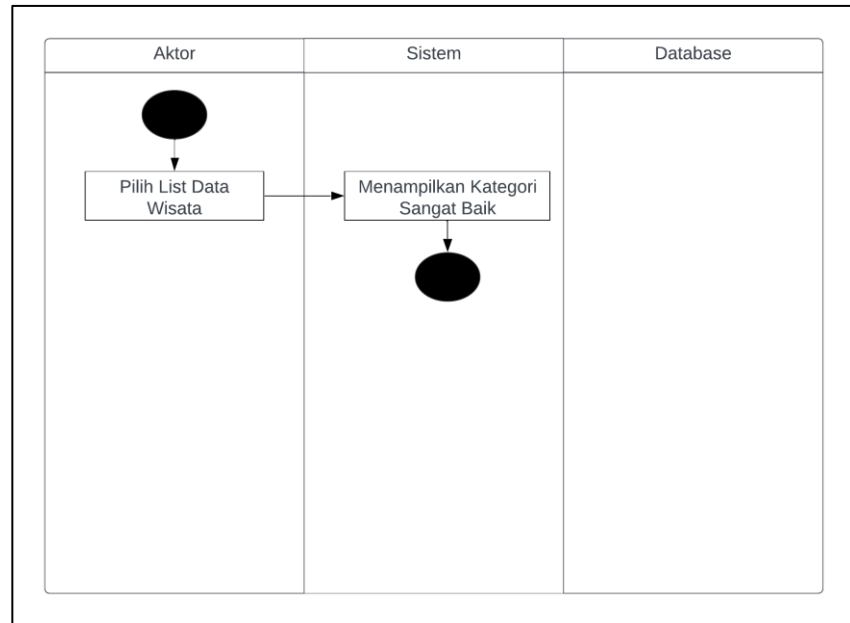 Aktor
Sistem
Database
Pilih List Data
Wisata
Menampilkan Kategori
Sangat Baik